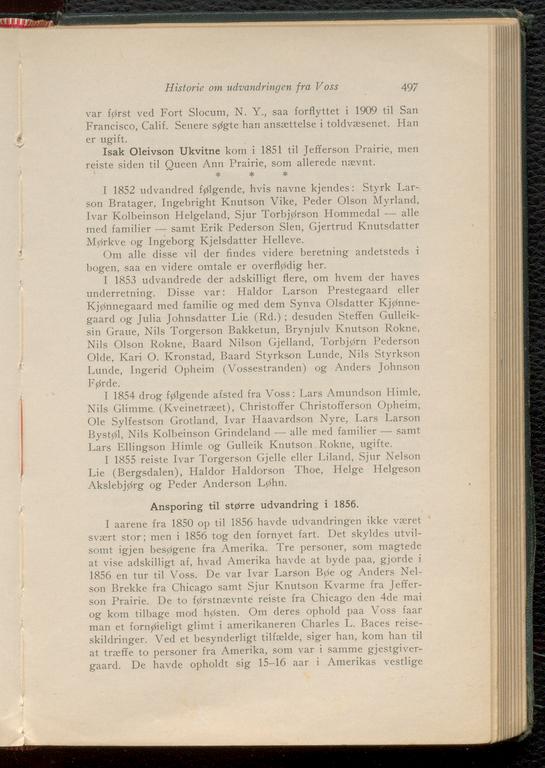 Historie om udvandringen fra Voss 497
var først ved Fort Slocum, N. Y., saa forflyttet i 1909 til San
Francisco, Calif. Senere søgte han ansættelse i toldvæsenet. Han
er ugift.
Isak Oleivson Ukvitne kom i 1851 til Jefferson Prairie, men
reiste siden til Queen Ann Prairie, som allerede nævnt.
* * *
I 1852 udvandred følgende, hvis navne kjendes: Styrk Lar-
son Bratager, Ingebright Knutson Vike, Peder Olson Myrland,
Ivar Kolbeinson Helgeland, Sjur Torbjørson Hommedal — alle
med familier — samt Erik Pederson Slen, Gjertrud Knutsdatter
Mørkve og Ingeborg Kjelsdatter Helleve.
Om alle disse vil der findes videre beretning andetsteds i
bogen, saa en videre omtale er overflødig her.
I 1853 udvandrede der adskilligt flere, om hvem der haves
underretning. Disse var: Haldor Larson Prestegaard eller
Kjønnegaard med familie og med dem Synva Olsdatter Kjønne-
gaard og Julia Johnsdatter Lie (Rd.); desuden Steffen Gulleik-
sin Graue, Nils Torgerson Bakketun, Brynjulv Knutson Rokne,
Nils Olson Rokne, Baard Nilson Gjelland, Torbjørn Pederson
Olde, Kari O. Kronstad, Baard Styrkson Lunde, Nils Styrkson
Lunde, Ingerid Opheim (Vossestranden) og Anders Johnson
Førde.
I 1854 drog følgende afsted fra Voss: Lars Amundson Himle,
Nils Glimme (Kveinetræet), Christoffer Christofferson Opheim,
Ole Sylfestson Grotland, Ivar Haavardson Nyre, Lars Larson
Bystøl, Nils Kolbeinson Grindeland — alle med familier — samt
Lars Ellingson Himle og Gulleik Knutson Rokne, ugifte.
I 1855 reiste Ivar Torgerson Gjelle eller Liland, Sjur Nelson
Lie (Bergsdalen), Haldor Haldorson Thoe, Helge Helgeson
Akslebjørg og Peder Anderson Løhn.
Ansporing til større udvandring i 1856.
I aarene fra 1850 op til 1856 havde udvandringen ikke været
svært stor; men i 1856 tog den fornyet fart. Det skyldes utvil-
somt igjen besøgene fra Amerika. Tre personer, som magtede
at vise adskilligt af, hvad Amerika havde at byde paa, gjorde i
1856 en tur til Voss. De var Ivar Larson Bøe og Anders Nel-
son Brekke fra Chicago samt Sjur Knutson Kvarme fra Jeffer-
son Prairie. De to førstnævnte reiste fra Chicago den 4de mai
og kom tilbage mod høsten. Om deres ophold paa Voss faar
man et fornøieligt glimt i amerikaneren Charles L. Baces reise-
skildringer. Ved et besynderligt tilfælde, siger han, kom han til
at træffe to personer fra Amerika, som var i samme gjestgiver-
gaard. De havde opholdt sig 15–16 aar i Amerikas vestlige